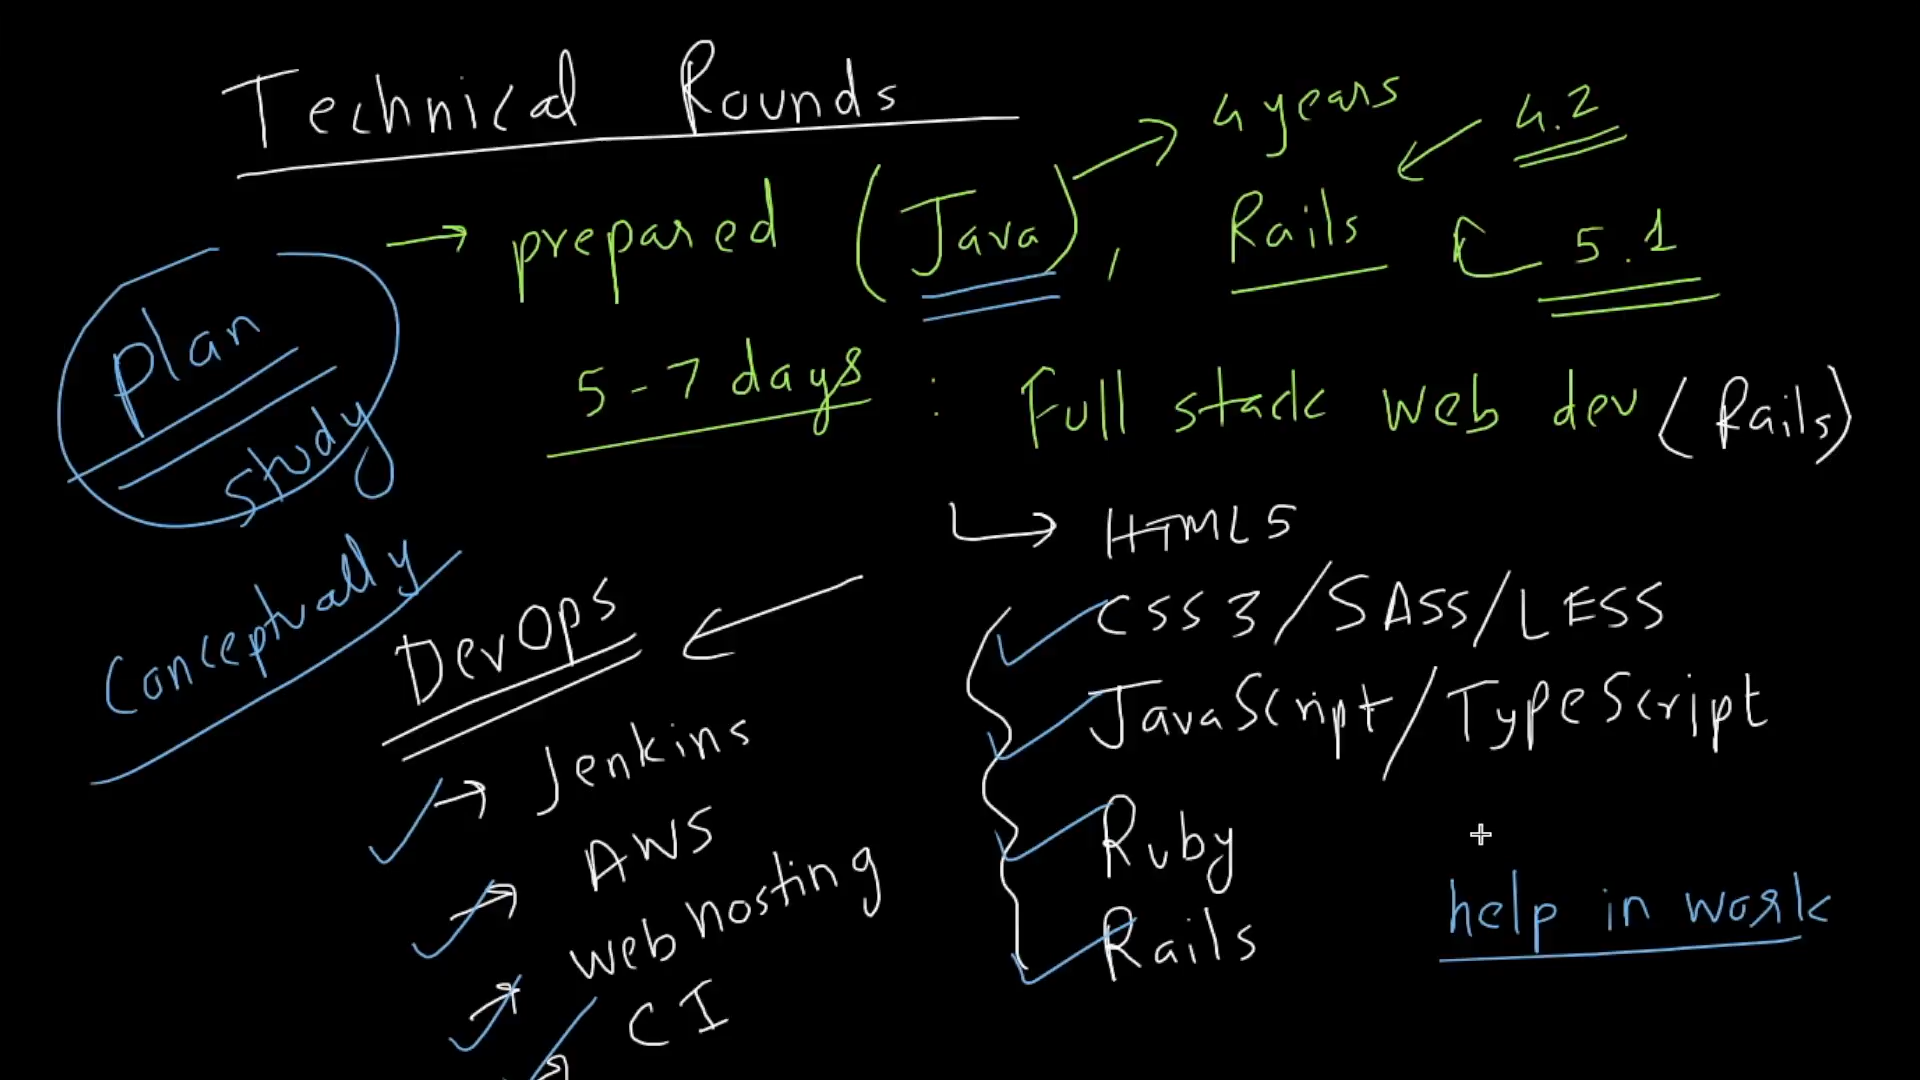 Technical Rounds
→ prepared (Java) → 4 years
, Rails ← 4.2
5.1
plan
study
5-7 days : Full stack web dev (Rails)
→ HTML5
CSS3/SASS/LESS
JavaScript/TypeScript
Ruby
Rails
Conceptually
DevOps ←
→ Jenkins
→ AWS
→ web hosting
→ CI
help in work